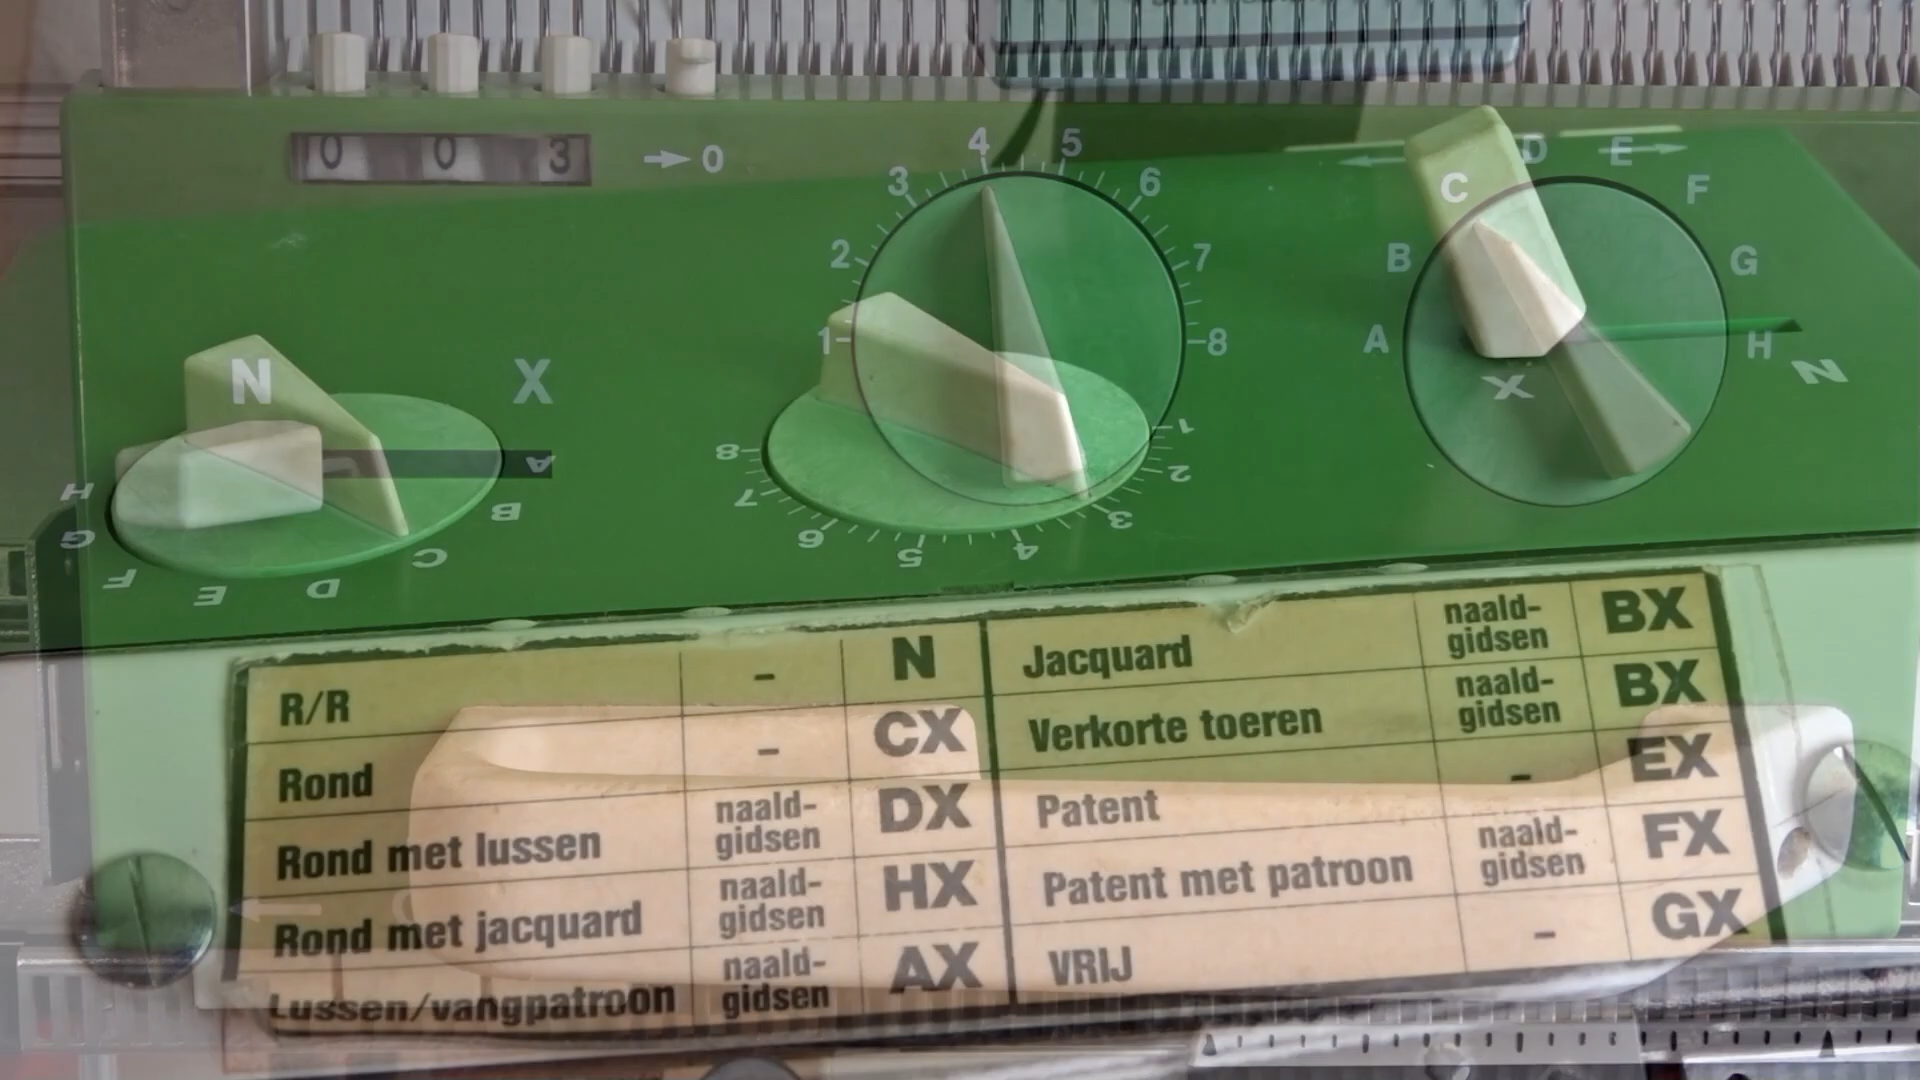 0 0 3 → 0
4 5
3 6
2 7
1 8
D E
C F
B G
A H
X N
N X
A
B
C
D
E
F
G
H
1
2
3
4
5
6
7
8
R/R - N
Rond - CX
Rond met lussen naald-gidsen DX
Rond met jacquard naald-gidsen HX
Lussen/vangpatroon naald-gidsen AX
Jacquard naald-gidsen BX
Verkorte toeren naald-gidsen BX
Patent - EX
Patent met patroon naald-gidsen FX
VRIJ - GX